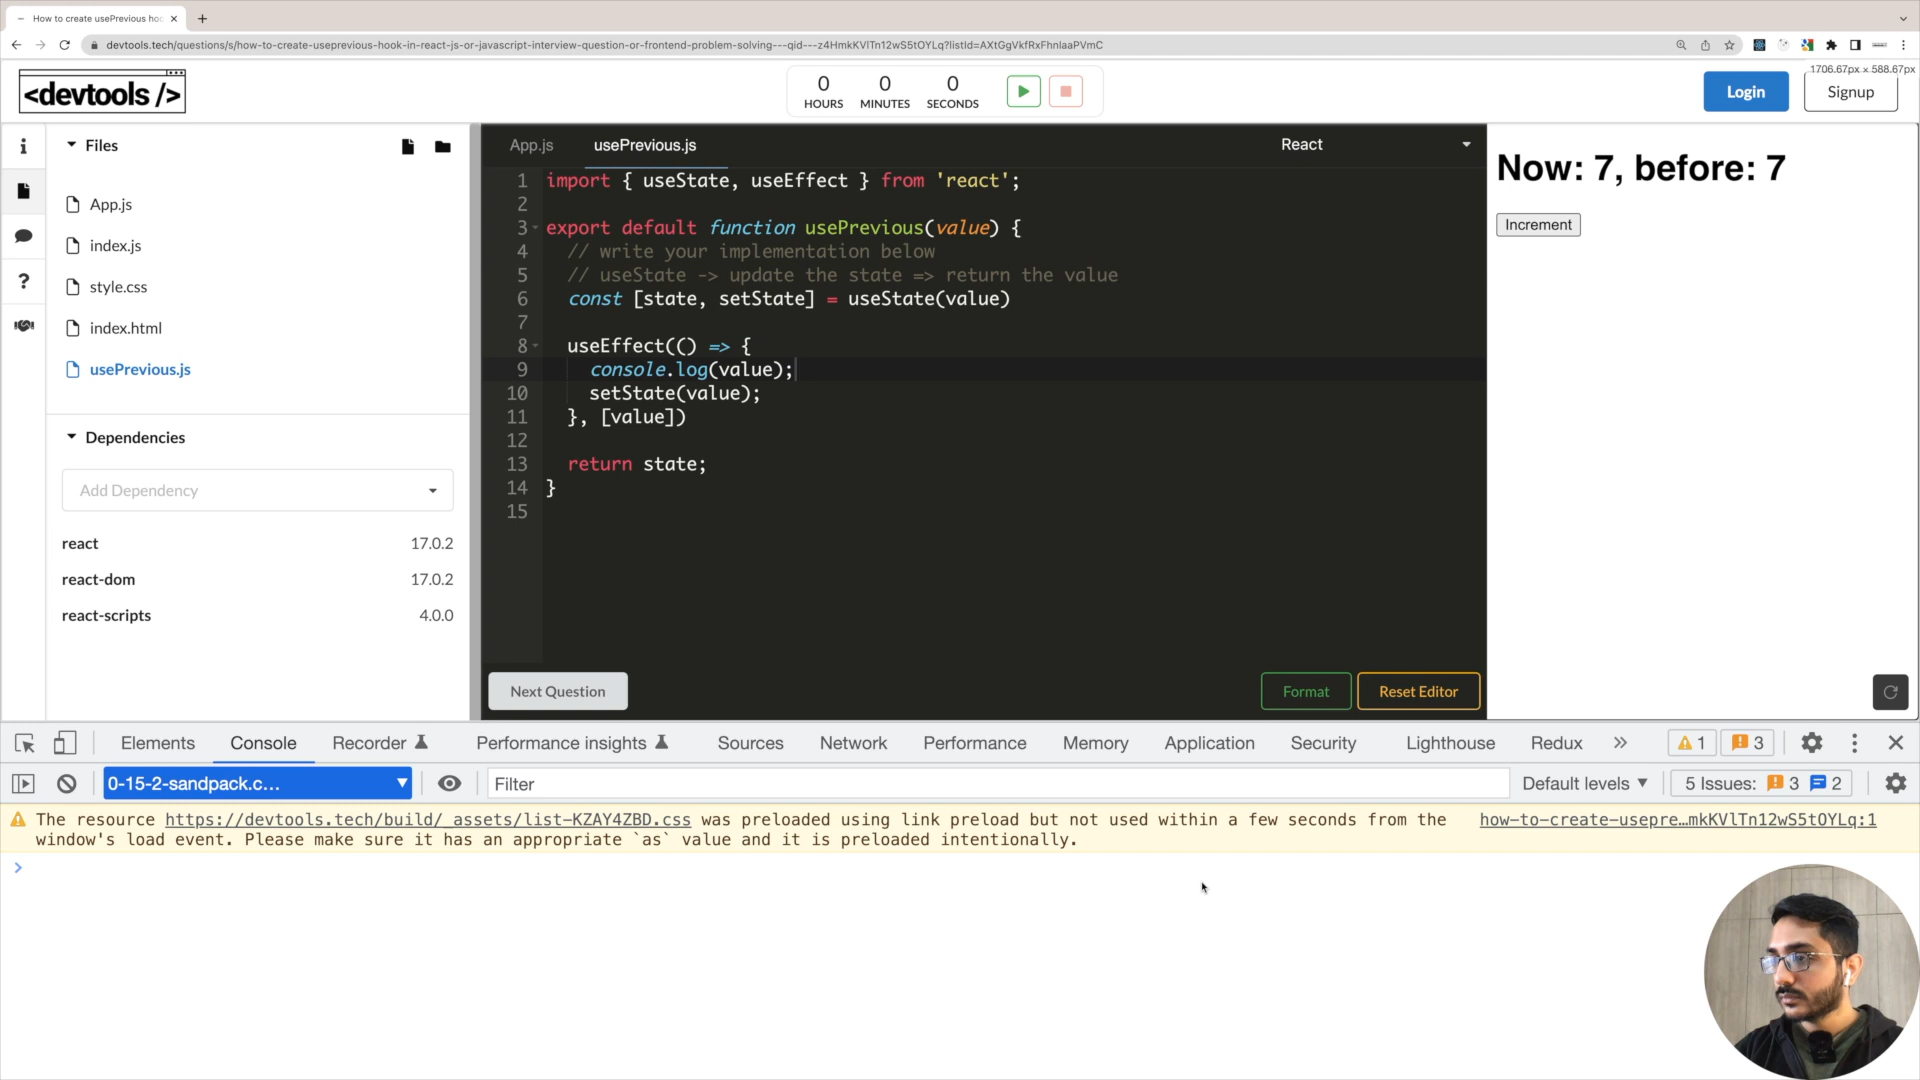 How to create usePrevious hoo
devtools.tech/questions/s/how-to-create-useprevious-hook-in-react-js-or-javascript-interview-question-or-frontend-problem-solving---qid---z4HmkKVlTn12wS5tOYLq?listId=AXtGgVkfRxFhnlaaPVmC
1706.67px × 588.67px
<devtools />
0 HOURS
0 MINUTES
0 SECONDS
Login
Signup
Files
App.js
index.js
style.css
index.html
usePrevious.js
Dependencies
Add Dependency
react 17.0.2
react-dom 17.0.2
react-scripts 4.0.0
App.js usePrevious.js React
1 import { useState, useEffect } from 'react';
2
3 export default function usePrevious(value) {
4 // write your implementation below
5 // useState -> update the state => return the value
6 const [state, setState] = useState(value)
7
8 useEffect(() => {
9 console.log(value);
10 setState(value);
11 }, [value])
12
13 return state;
14 }
15
Next Question
Format
Reset Editor
Now: 7, before: 7
Increment
Elements Console Recorder Performance insights Sources Network Performance Memory Application Security Lighthouse Redux 1 3
0-15-2-sandpack.c... Filter Default levels 5 Issues: 3 2
The resource https://devtools.tech/build/_assets/list-KZAY4ZBD.css was preloaded using link preload but not used within a few seconds from the how-to-create-usepre…mkKVlTn12wS5tOYLq:1
window's load event. Please make sure it has an appropriate `as` value and it is preloaded intentionally.